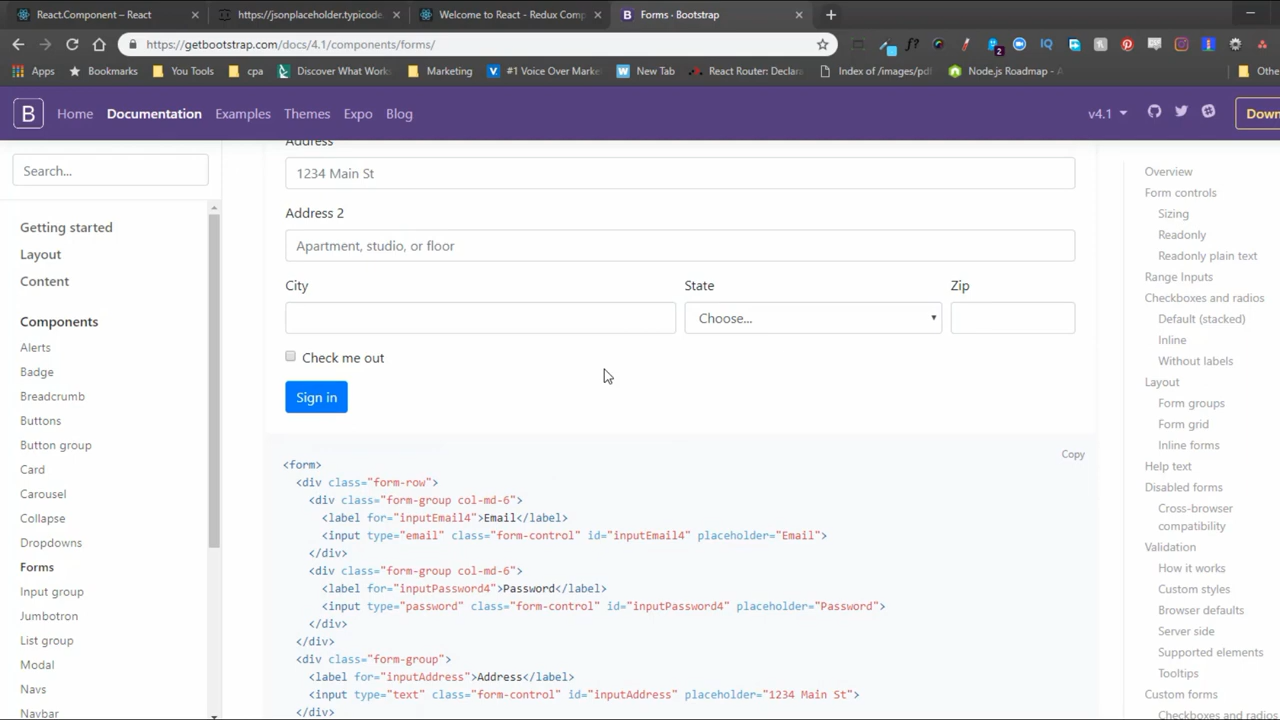 React.Component – React
https://jsonplaceholder.typicode.
Welcome to React - Redux Comp
Forms · Bootstrap
https://getbootstrap.com/docs/4.1/components/forms/
Apps
Bookmarks
You Tools
cpa
Discover What Works
Marketing
#1 Voice Over Marke
New Tab
React Router: Declara
Index of /images/pdf
Node.js Roadmap - A
Othe
B
Home
Documentation
Examples
Themes
Expo
Blog
v4.1
Down
Search...
Getting started
Layout
Content
Components
Alerts
Badge
Breadcrumb
Buttons
Button group
Card
Carousel
Collapse
Dropdowns
Forms
Input group
Jumbotron
List group
Modal
Navs
Navbar
Address
1234 Main St
Address 2
Apartment, studio, or floor
City
State
Zip
Choose...
Check me out
Sign in
Copy
<form>
<div class="form-row">
<div class="form-group col-md-6">
<label for="inputEmail4">Email</label>
<input type="email" class="form-control" id="inputEmail4" placeholder="Email">
</div>
<div class="form-group col-md-6">
<label for="inputPassword4">Password</label>
<input type="password" class="form-control" id="inputPassword4" placeholder="Password">
</div>
</div>
<div class="form-group">
<label for="inputAddress">Address</label>
<input type="text" class="form-control" id="inputAddress" placeholder="1234 Main St">
</div>
Overview
Form controls
Sizing
Readonly
Readonly plain text
Range Inputs
Checkboxes and radios
Default (stacked)
Inline
Without labels
Layout
Form groups
Form grid
Inline forms
Help text
Disabled forms
Cross-browser
compatibility
Validation
How it works
Custom styles
Browser defaults
Server side
Supported elements
Tooltips
Custom forms
Checkboxes and radios